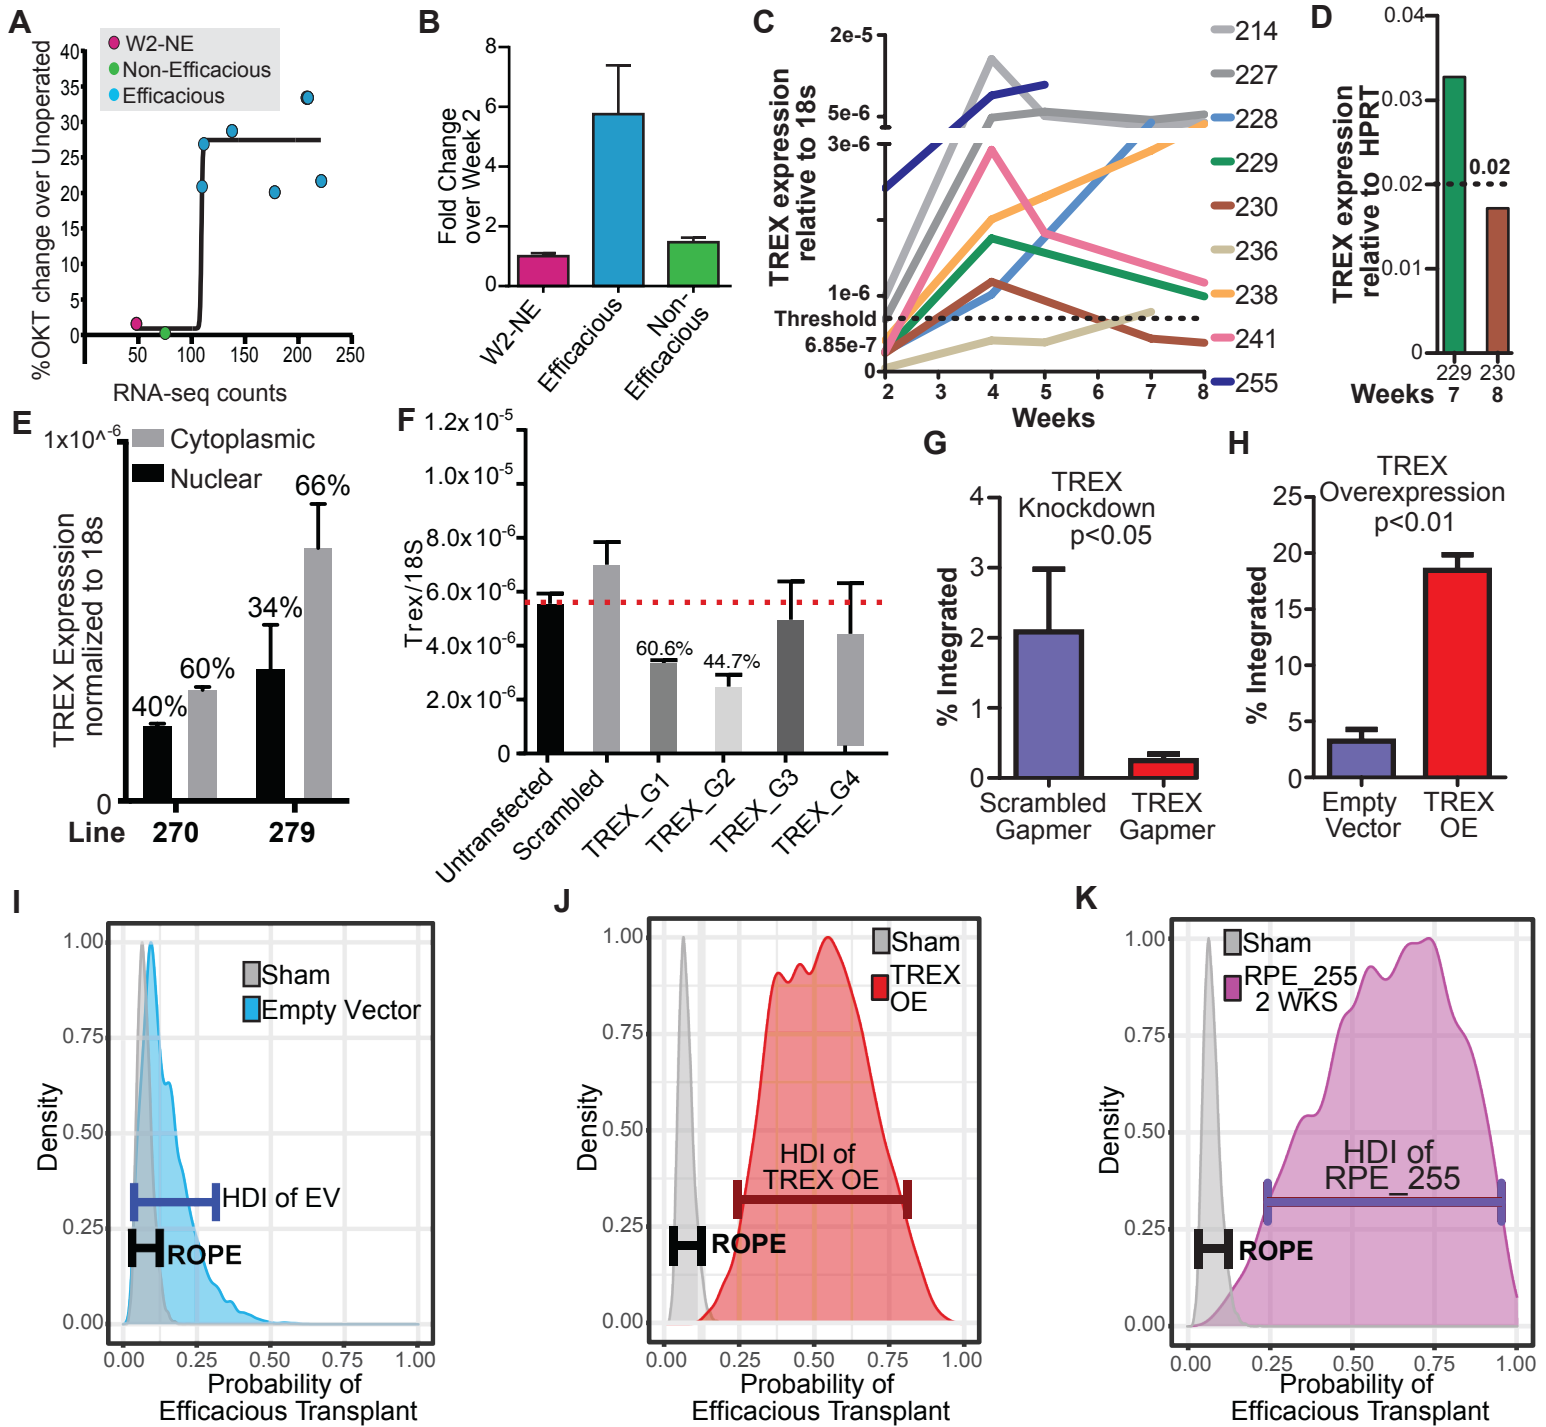 A
%OKT change over Unoperated
40
35
30
25
20
15
10
5
0
W2-NE
Non-Efficacious
Efficacious
50
100
150
200
250
RNA-seq counts
B
Fold Change
over Week 2
8
6
4
2
0
W2-NE
Efficacious
Non-
Efficacious
C
TREX expression
relative to 18s
2e-5
5e-6
3e-6
1e-6
Threshold
6.85e-7
0
2
3
4
5
6
7
8
Weeks
214
227
228
229
230
236
238
241
255
D
TREX expression
relative to HPRT
0.04
0.03
0.02
0.01
0
0.02
229
230
Weeks 7 8
E
TREX Expresssion
normalized to 18s
1x10^-6
0
Cytoplasmic
Nuclear
40%
60%
34%
66%
Line 270 279
F
Trex/18S
1.2x10-5
1.0x10-5
8.0x10-6
6.0x10-6
4.0x10-6
2.0x10-6
0
60.6%
44.7%
Untransfected
Scrambled
TREX_G1
TREX_G2
TREX_G3
TREX_G4
G
TREX
Knockdown
p<0.05
% Integrated
4
3
2
1
0
Scrambled
Gapmer
TREX
Gapmer
H
TREX
Overexpression
p<0.01
% Integrated
25
20
15
10
5
0
Empty
Vector
TREX
OE
I
Density
1.00
0.75
0.50
0.25
0.00
Sham
Empty Vector
HDI of EV
ROPE
0.00
0.25
0.50
0.75
1.00
Probability of
Efficacious Transplant
J
Density
1.00
0.75
0.50
0.25
0.00
Sham
TREX
OE
HDI of
TREX OE
ROPE
0.00
0.25
0.50
0.75
1.00
Probability of
Efficacious Transplant
K
Density
1.00
0.75
0.50
0.25
0.00
Sham
RPE_255
2 WKS
HDI of
RPE_255
ROPE
0.00
0.25
0.50
0.75
1.00
Probability of
Efficacious Transplant